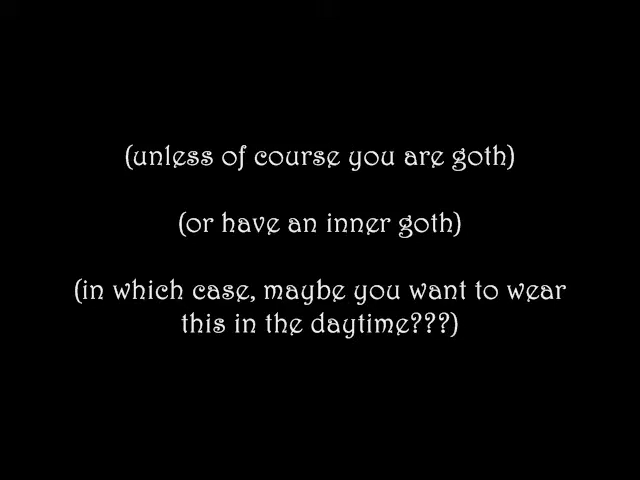 (unless of course you are goth)
(or have an inner goth)
(in which case, maybe you want to wear
this in the daytime???)